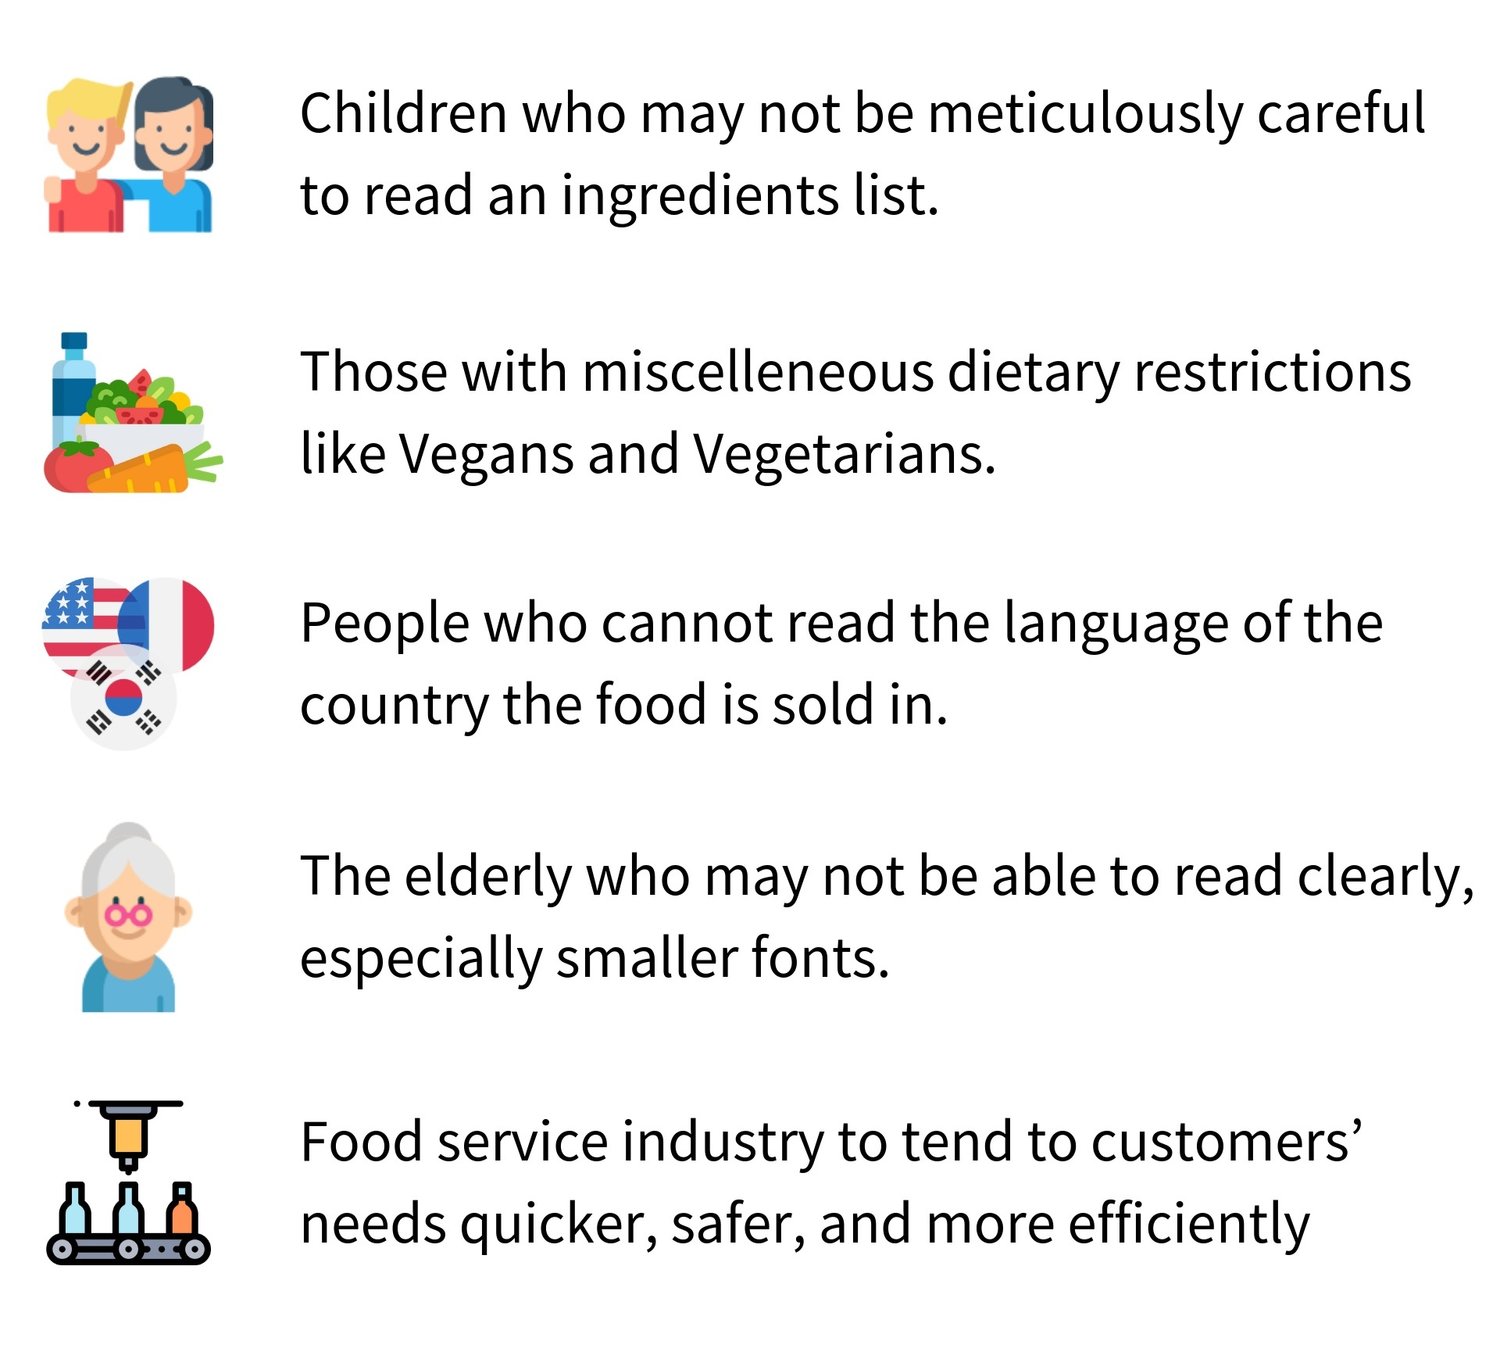 Children who may not be meticulously careful
to read an ingredients list.
Those with miscelleneous dietary restrictions
like Vegans and Vegetarians.
People who cannot read the language of the
country the food is sold in.
The elderly who may not be able to read clearly,
especially smaller fonts.
Food service industry to tend to customers’
needs quicker, safer, and more efficiently